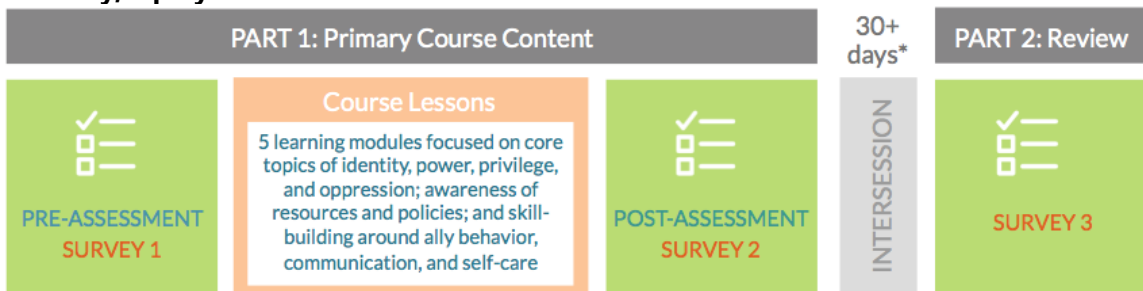 PART 1: Primary Course Content
30+
days*
PART 2: Review
PRE-ASSESSMENT
SURVEY 1
Course Lessons
5 learning modules focused on core
topics of identity, power, privilege,
and oppression; awareness of
resources and policies; and skill-
building around ally behavior,
communication, and self-care
POST-ASSESSMENT
SURVEY 2
INTERSESSION
SURVEY 3